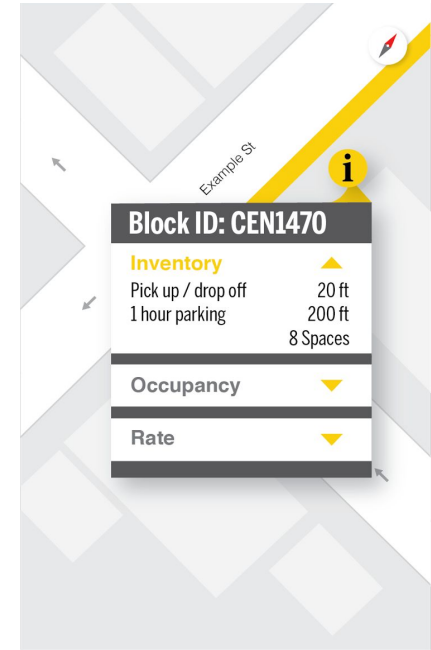 Example St
i
Block ID: CEN1470
Inventory
Pick up / drop off 20 ft
1 hour parking 200 ft
8 Spaces
Occupancy
Rate